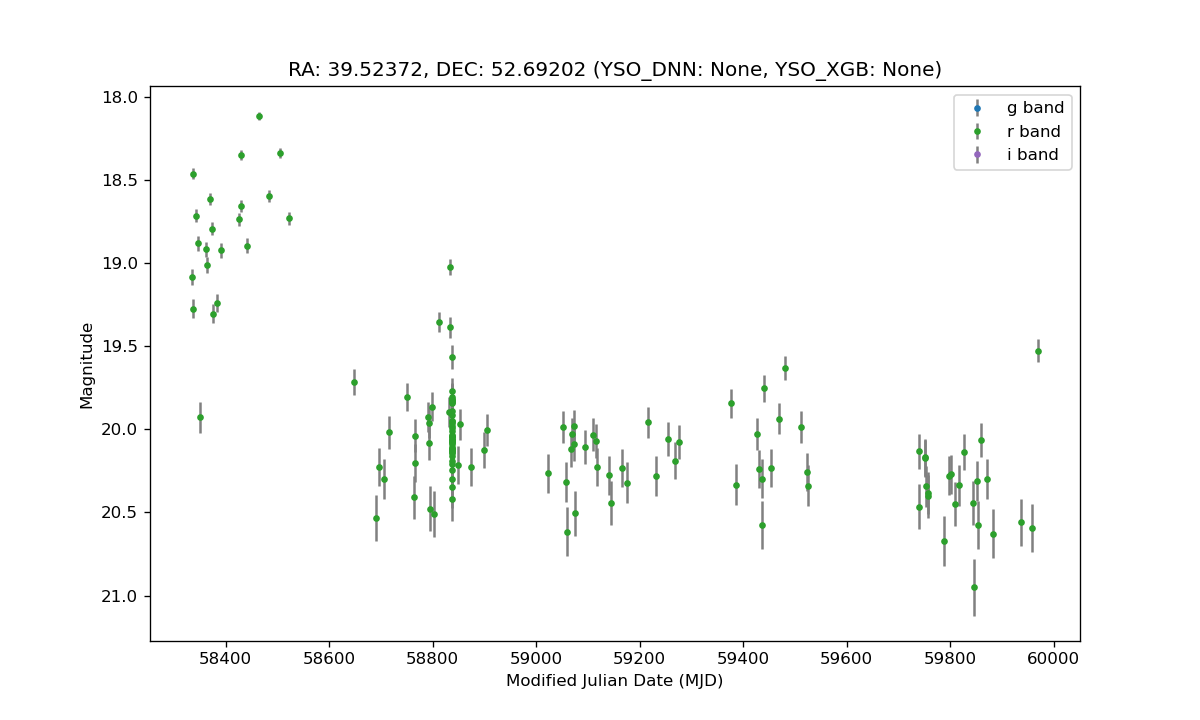 RA: 39.52372, DEC: 52.69202 (YSO_DNN: None, YSO_XGB: None)
g band
r band
i band
Magnitude
18.0
18.5
19.0
19.5
20.0
20.5
21.0
58400 58600 58800 59000 59200 59400 59600 59800 60000
Modified Julian Date (MJD)